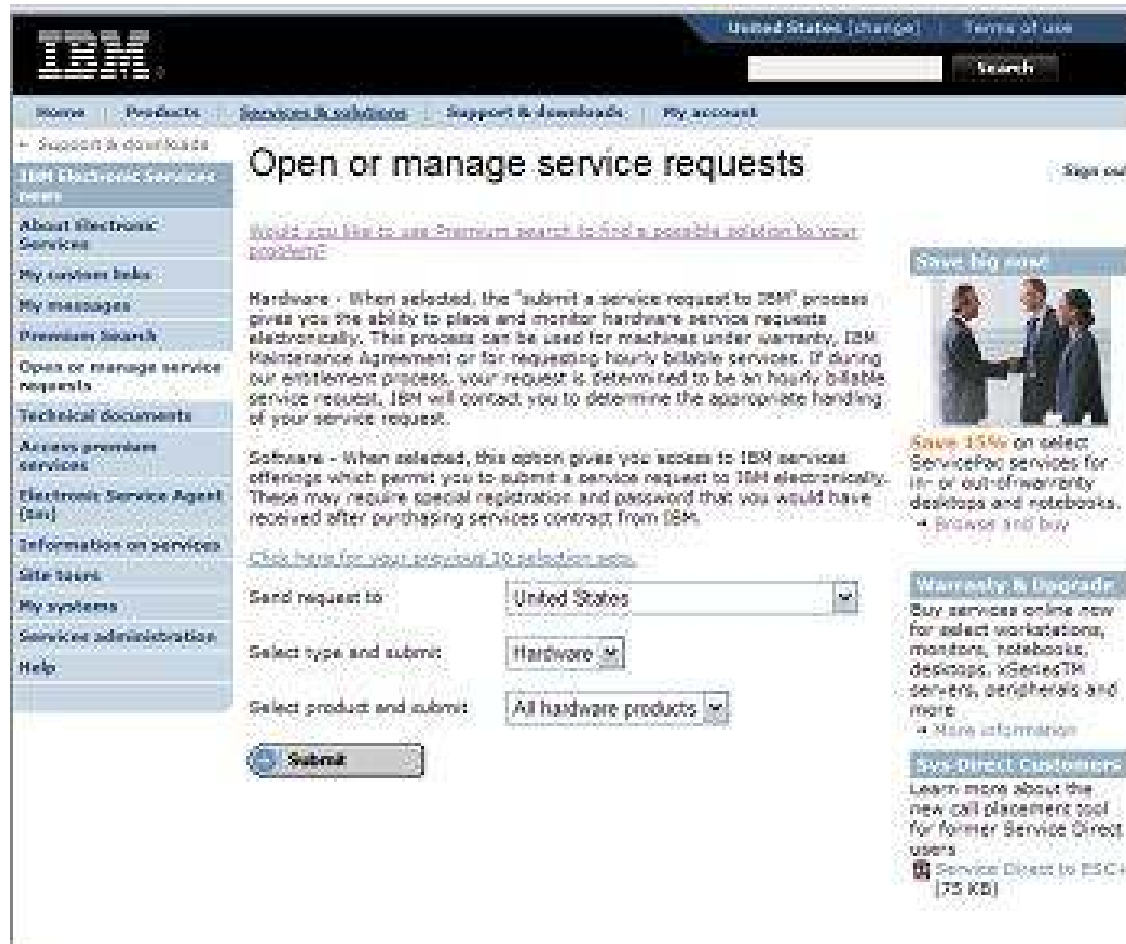 United States [change] | Terms of use
IBM
Search
Home | Products | Services & solutions | Support & downloads | My account
← Support & downloads
IBM Electronic Services news
About Electronic Services
My custom links
My messages
Premium Search
Open or manage service requests
Technical documents
Access premium services
Electronic Service Agent
Information on services
Site tours
My systems
Services administration
Help
Open or manage service requests
Sign out
Would you like to use Premium search to find a possible solution to your
problem?
Hardware - When selected, the "submit a service request to IBM" process
gives you the ability to place and monitor hardware service requests
electronically. This process can be used for machines under warranty, IBM
Maintenance Agreement or for requesting hourly billable services. If during
our entitlement process, your request is determined to be an hourly billable
service request, IBM will contact you to determine the appropriate handling
of your service request.
Software - When selected, this option gives you access to IBM services
offerings which permit you to submit a service request to IBM electronically.
These may require special registration and password that you would have
received after purchasing services contract from IBM.
Click here for your previous 10 selection sets.
Send request to
United States
Select type and submit
Hardware
Select product and submit
All hardware products
Submit
Save big now!
Save 15% on select
ServicePac services for
in- or out-of-warranty
desktops and notebooks.
Browse and buy
Warranty & Upgrade
Buy services online now
for select workstations,
monitors, notebooks,
desktops, xSeriesTM
servers, peripherals and
more
More information
Svs Direct Customers
Learn more about the
new call placement tool
for former Service Direct
users
Service Direct to ESC+
(75 KB)